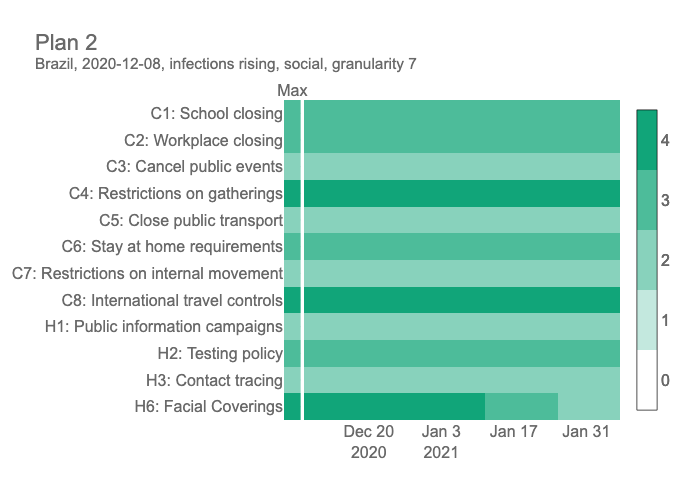 Plan 2
Brazil, 2020-12-08, infections rising, social, granularity 7
Max
C1: School closing
C2: Workplace closing
C3: Cancel public events
C4: Restrictions on gatherings
C5: Close public transport
C6: Stay at home requirements
C7: Restrictions on internal movement
C8: International travel controls
H1: Public information campaigns
H2: Testing policy
H3: Contact tracing
H6: Facial Coverings
Dec 20 Jan 3 Jan 17 Jan 31
2020 2021
4
3
2
1
0